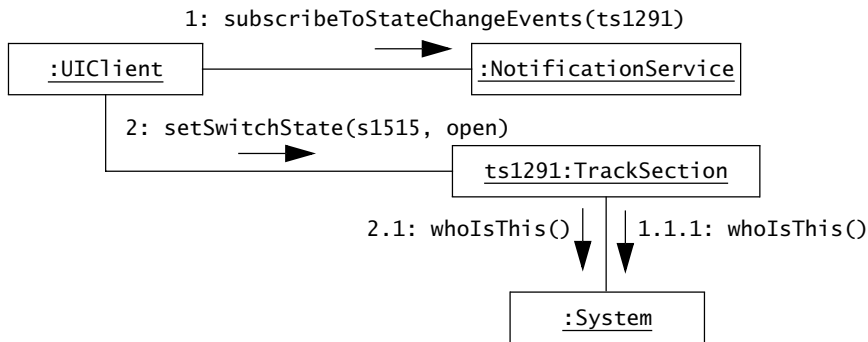 1: subscribeToStateChangeEvents(ts1291)
:UIClient
:NotificationService
2: setSwitchState(s1515, open)
ts1291:TrackSection
2.1: whoIsThis()
1.1.1: whoIsThis()
:System